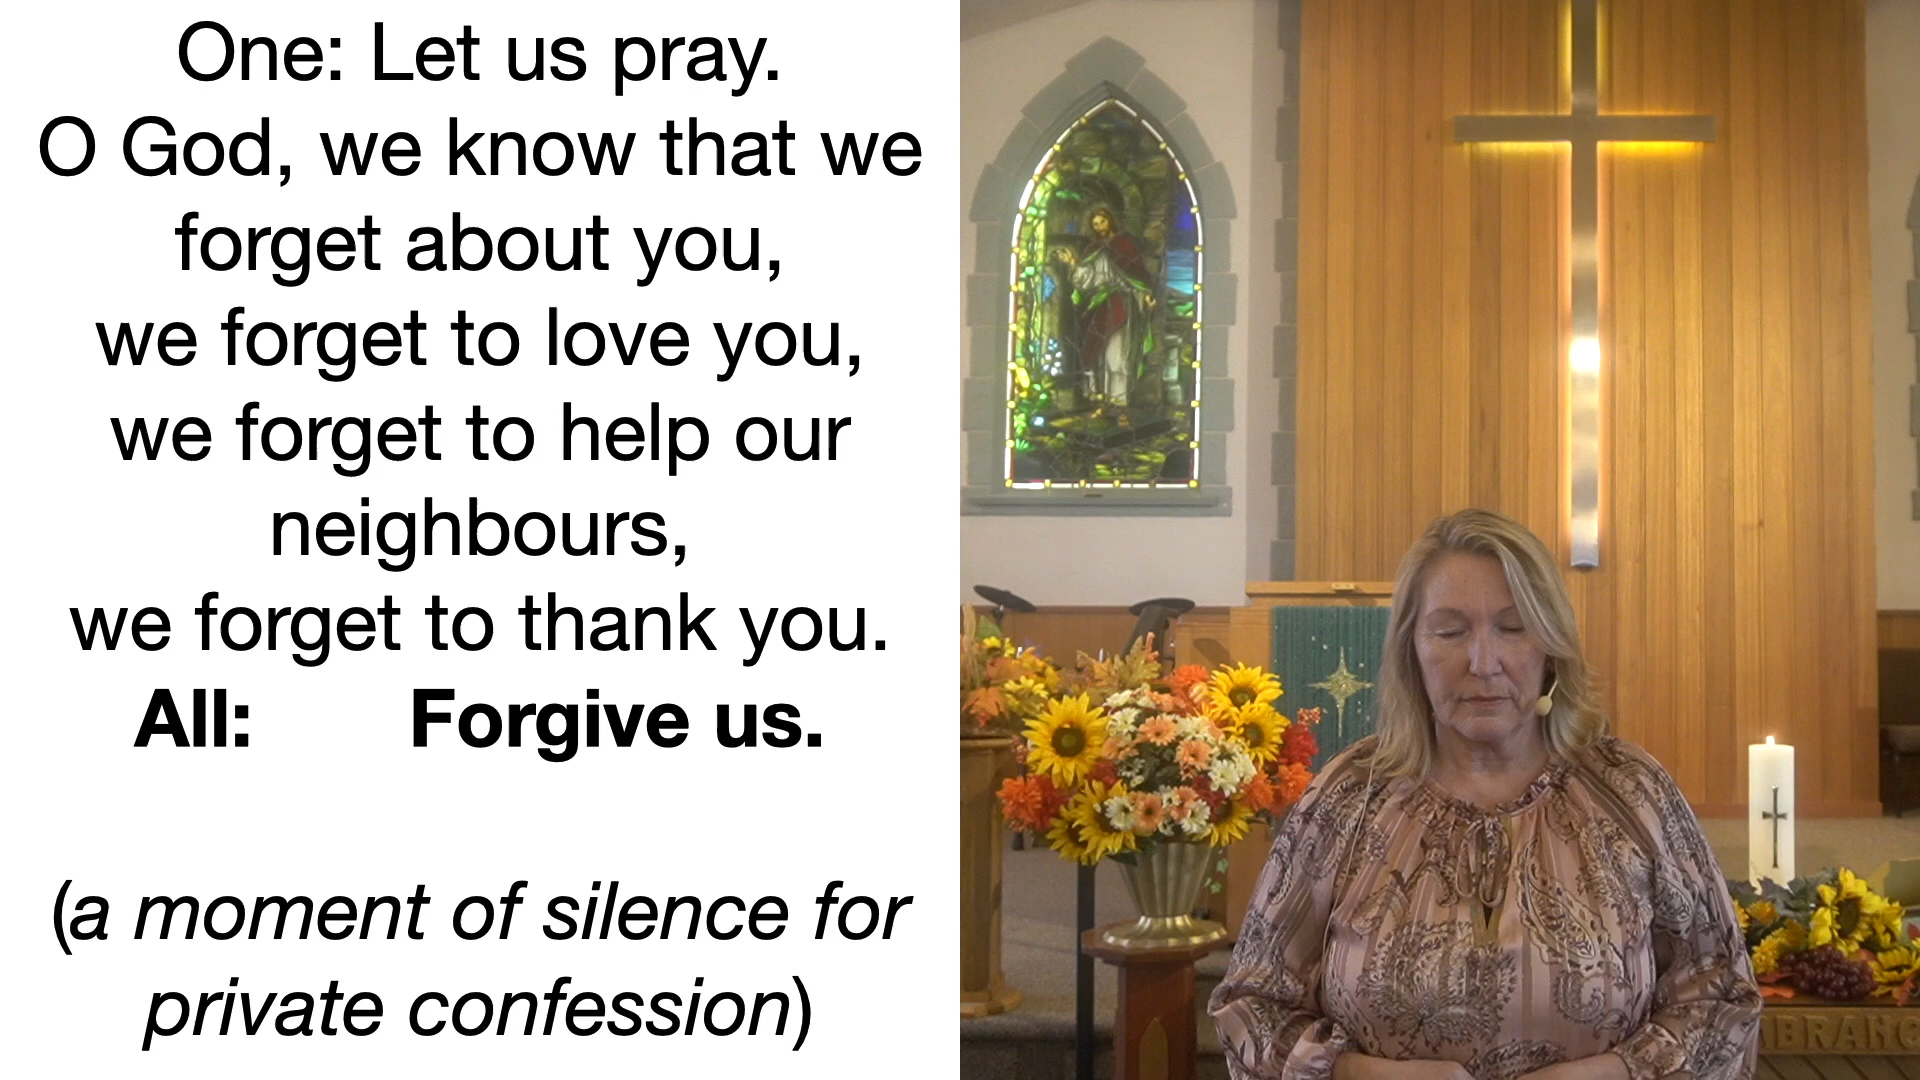 One: Let us pray.
O God, we know that we
forget about you,
we forget to love you,
we forget to help our
neighbours,
we forget to thank you.
All: Forgive us.
(a moment of silence for
private confession)
BRANC